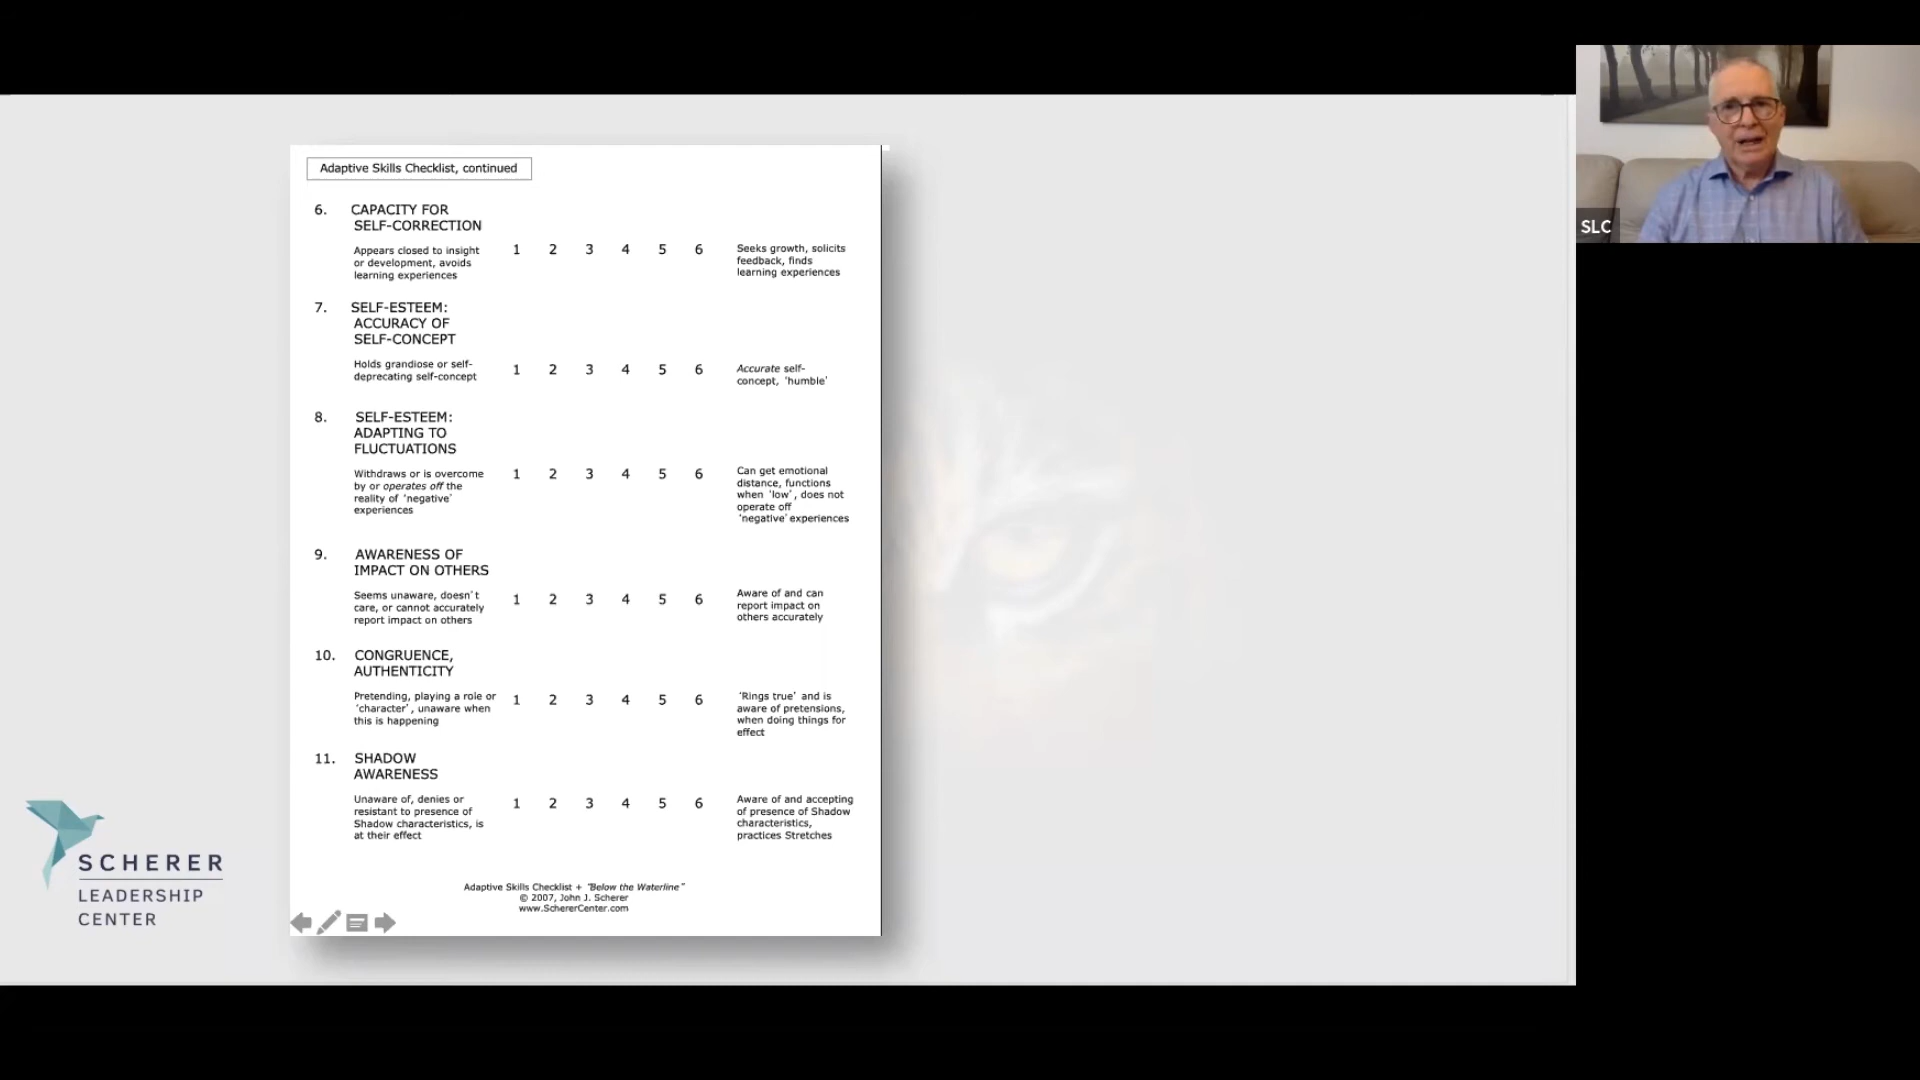 Adaptive Skills Checklist, continued
6. CAPACITY FOR
SELF-CORRECTION
Appears closed to insight
or development, avoids
learning experiences
1 2 3 4 5 6
Seeks growth, solicits
feedback, finds
learning experiences
7. SELF-ESTEEM:
ACCURACY OF
SELF-CONCEPT
Holds grandiose or self-
deprecating self-concept
1 2 3 4 5 6
Accurate self-
concept, 'humble'
8. SELF-ESTEEM:
ADAPTING TO
FLUCTUATIONS
Withdraws or is overcome
by or operates off the
reality of 'negative'
experiences
1 2 3 4 5 6
Can get emotional
distance, functions
when 'low', does not
operate off
'negative' experiences
9. AWARENESS OF
IMPACT ON OTHERS
Seems unaware, doesn't
care, or cannot accurately
report impact on others
1 2 3 4 5 6
Aware of and can
report impact on
others accurately
10. CONGRUENCE,
AUTHENTICITY
Pretending, playing a role or
'character', unaware when
this is happening
1 2 3 4 5 6
'Rings true' and is
aware of pretensions,
when doing things for
effect
11. SHADOW
AWARENESS
Unaware of, denies or
resistant to presence of
Shadow characteristics, is
at their effect
1 2 3 4 5 6
Aware of and accepting
of presence of Shadow
characteristics,
practices Stretches
Adaptive Skills Checklist + "Below the Waterline"
© 2007, John J. Scherer
www.SchererCenter.com
SCHERER
LEADERSHIP
CENTER
SLC